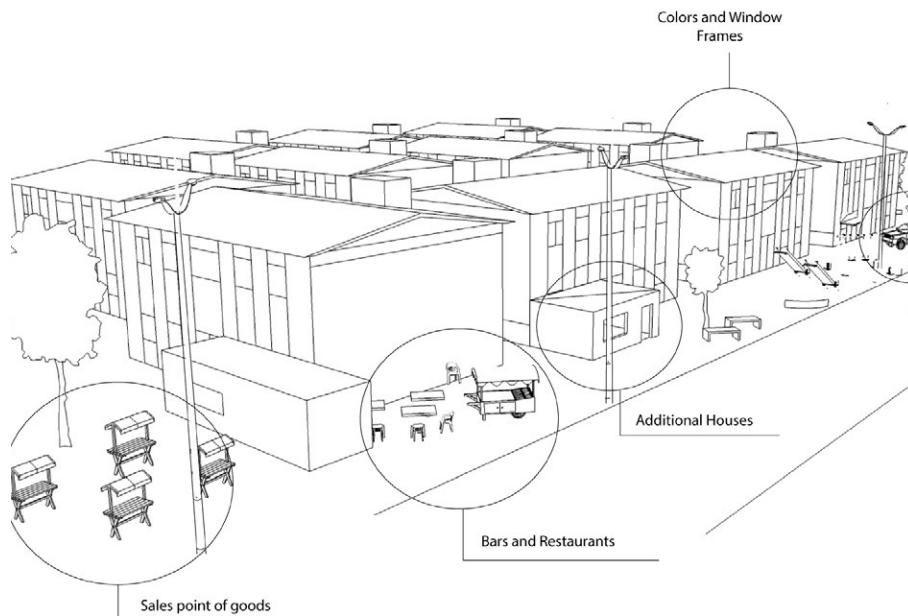 Colors and Window
Frames
Additional Houses
Bars and Restaurants
Sales point of goods